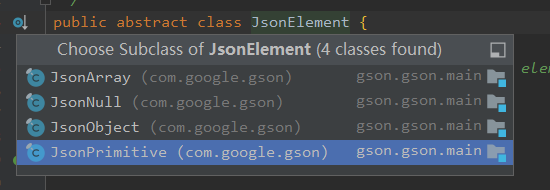 public abstract class JsonElement {
Choose Subclass of JsonElement (4 classes found)
JsonArray (com.google.gson) gson.gson.main
JsonNull (com.google.gson) gson.gson.main
JsonObject (com.google.gson) gson.gson.main
JsonPrimitive (com.google.gson) gson.gson.main